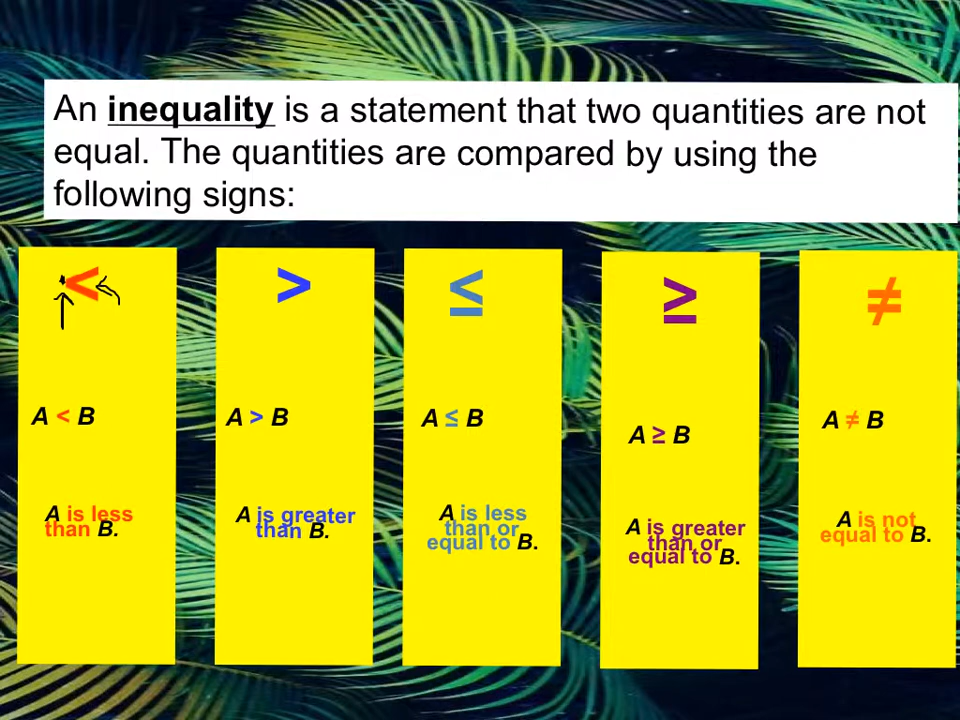 An inequality is a statement that two quantities are not
equal. The quantities are compared by using the
following signs:
< > ≤ ≥ ≠
A < B A > B A ≤ B A ≥ B A ≠ B
A is less
than B.
A is greater
than B.
A is less
than or
equal to B.
A is greater
than or
equal to B.
A is not
equal to B.